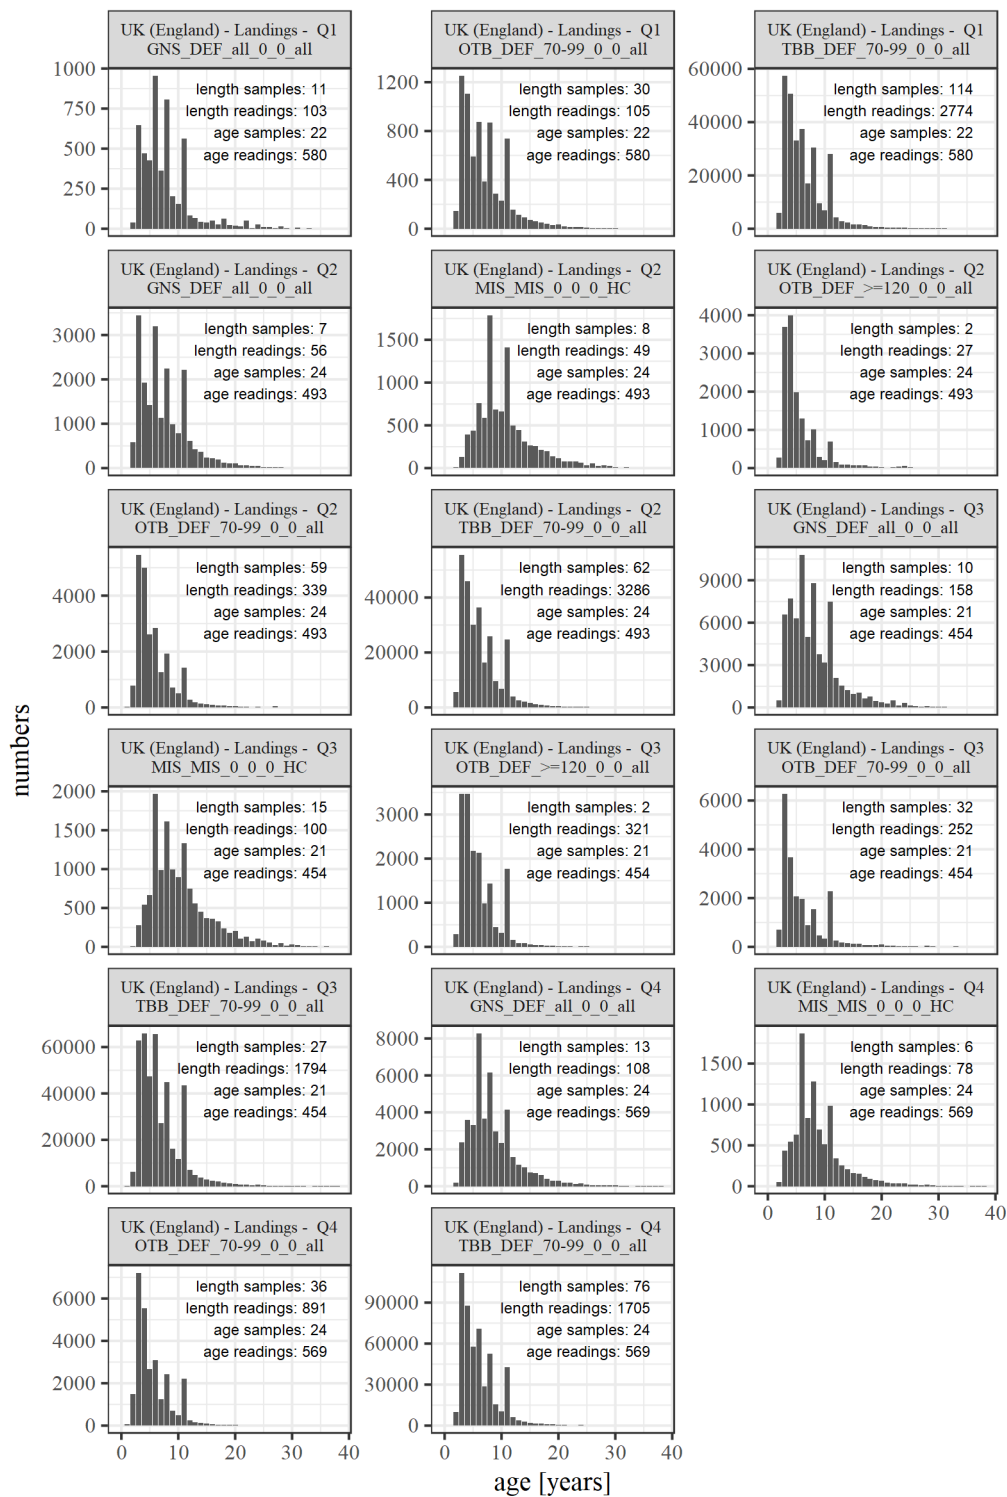 UK (England) - Landings - Q1
GNS_DEF_all_0_0_all
1000
750
500
250
0
length samples: 11
length readings: 103
age samples: 22
age readings: 580
UK (England) - Landings - Q1
OTB_DEF_70-99_0_0_all
1200
800
400
0
length samples: 30
length readings: 105
age samples: 22
age readings: 580
UK (England) - Landings - Q1
TBB_DEF_70-99_0_0_all
60000
40000
20000
0
length samples: 114
length readings: 2774
age samples: 22
age readings: 580
UK (England) - Landings - Q2
GNS_DEF_all_0_0_all
3000
2000
1000
0
length samples: 7
length readings: 56
age samples: 24
age readings: 493
UK (England) - Landings - Q2
MIS_MIS_0_0_0_HC
1500
1000
500
0
length samples: 8
length readings: 49
age samples: 24
age readings: 493
UK (England) - Landings - Q2
OTB_DEF_>=120_0_0_all
4000
3000
2000
1000
0
length samples: 2
length readings: 27
age samples: 24
age readings: 493
UK (England) - Landings - Q2
OTB_DEF_70-99_0_0_all
4000
2000
0
length samples: 59
length readings: 339
age samples: 24
age readings: 493
UK (England) - Landings - Q2
TBB_DEF_70-99_0_0_all
40000
20000
0
length samples: 62
length readings: 3286
age samples: 24
age readings: 493
UK (England) - Landings - Q3
GNS_DEF_all_0_0_all
9000
6000
3000
0
length samples: 10
length readings: 158
age samples: 21
age readings: 454
numbers
UK (England) - Landings - Q3
MIS_MIS_0_0_0_HC
2000
1500
1000
500
0
length samples: 15
length readings: 100
age samples: 21
age readings: 454
UK (England) - Landings - Q3
OTB_DEF_>=120_0_0_all
3000
2000
1000
0
length samples: 2
length readings: 321
age samples: 21
age readings: 454
UK (England) - Landings - Q3
OTB_DEF_70-99_0_0_all
6000
4000
2000
0
length samples: 32
length readings: 252
age samples: 21
age readings: 454
UK (England) - Landings - Q3
TBB_DEF_70-99_0_0_all
60000
40000
20000
0
length samples: 27
length readings: 1794
age samples: 21
age readings: 454
UK (England) - Landings - Q4
GNS_DEF_all_0_0_all
8000
6000
4000
2000
0
length samples: 13
length readings: 108
age samples: 24
age readings: 569
UK (England) - Landings - Q4
MIS_MIS_0_0_0_HC
1500
1000
500
0
length samples: 6
length readings: 78
age samples: 24
age readings: 569
0 10 20 30 40
UK (England) - Landings - Q4
OTB_DEF_70-99_0_0_all
6000
4000
2000
0
length samples: 36
length readings: 891
age samples: 24
age readings: 569
0 10 20 30 40
UK (England) - Landings - Q4
TBB_DEF_70-99_0_0_all
90000
60000
30000
0
length samples: 76
length readings: 1705
age samples: 24
age readings: 569
0 10 20 30 40
age [years]